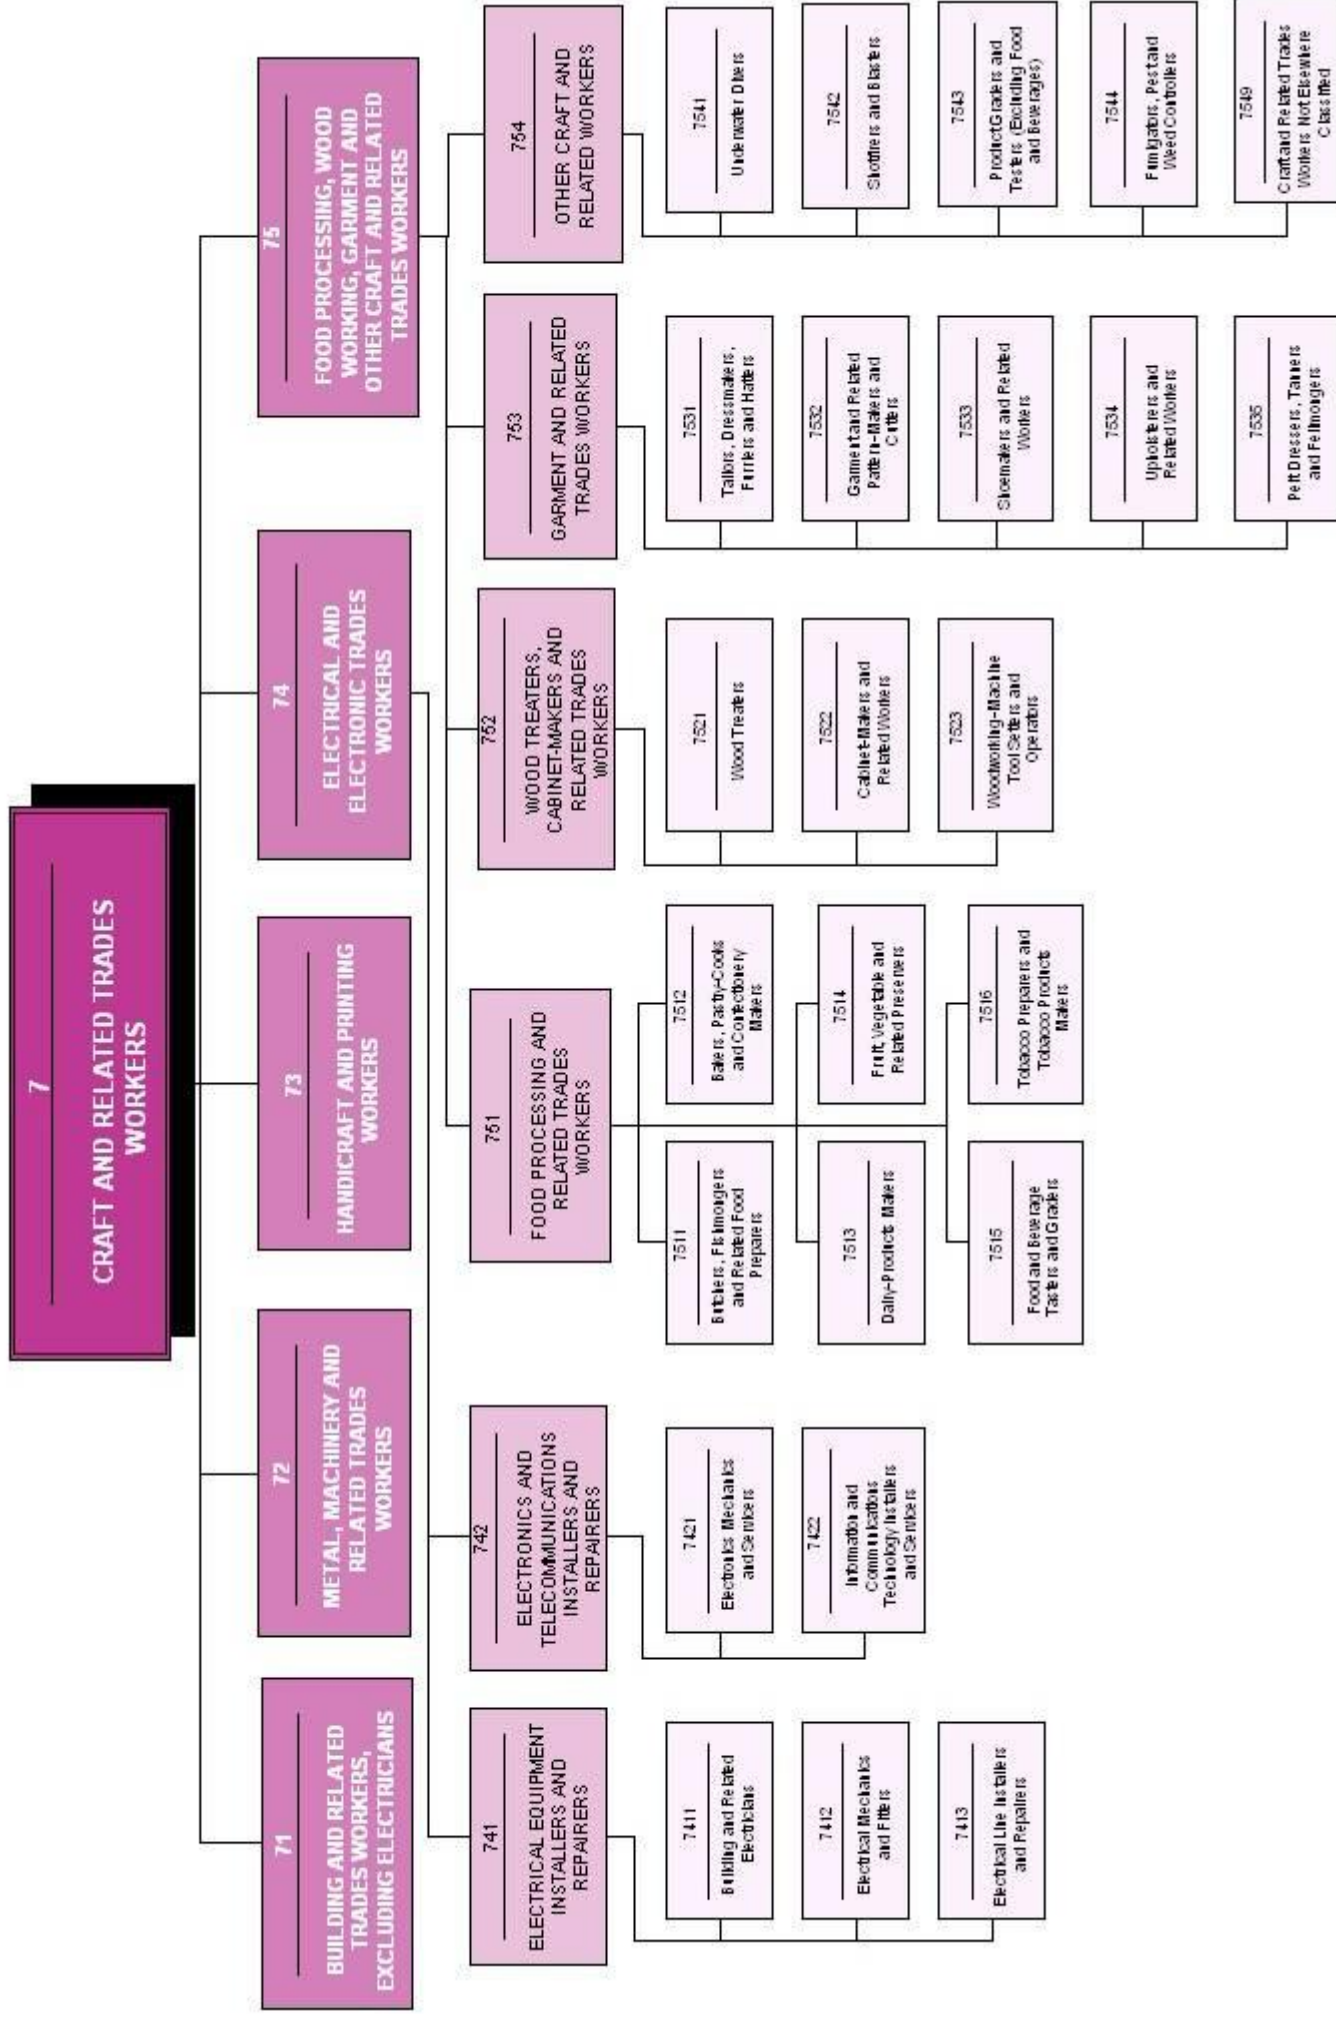 7
CRAFT AND RELATED TRADES
WORKERS
71
BUILDING AND RELATED
TRADES WORKERS,
EXCLUDING ELECTRICIANS
72
METAL, MACHINERY AND
RELATED TRADES
WORKERS
73
HANDICRAFT AND PRINTING
WORKERS
74
ELECTRICAL AND
ELECTRONIC TRADES
WORKERS
75
FOOD PROCESSING, WOOD
WORKING, GARMENT AND
OTHER CRAFT AND RELATED
TRADES WORKERS
741
ELECTRICAL EQUIPMENT
INSTALLERS AND
REPAIRERS
742
ELECTRONICS AND
TELECOMMUNICATIONS
INSTALLERS AND
REPAIRERS
751
FOOD PROCESSING AND
RELATED TRADES
WORKERS
752
WOOD TREATERS,
CABINET-MAKERS AND
RELATED TRADES
WORKERS
753
GARMENT AND RELATED
TRADES WORKERS
754
OTHER CRAFT AND
RELATED WORKERS
7411
Building and Related
Electricians
7412
Electrical Mechanics
and Fitters
7413
Electrical Line Installers
and Repairers
7421
Electronics Mechanics
and Servicers
7422
Information and
Communications
Technology Installers
and Servicers
7511
Butchers, Fishmongers
and Related Food
Preparers
7512
Bakers, Pastry-Cooks
and Confectionery
Makers
7513
Dairy-Products Makers
7514
Fruit, Vegetable and
Related Preservers
7515
Food and Beverage
Tasters and Graders
7516
Tobacco Preparers and
Tobacco Products
Makers
7521
Wood Treaters
7522
Cabinet-Makers and
Related Workers
7523
Woodworking-Machine
Tool Setters and
Operators
7531
Tailors, Dressmakers,
Furriers and Hatters
7532
Garment and Related
Pattern-Makers and
Cutters
7533
Shoemakers and Related
Workers
7534
Upholsterers and
Related Workers
7535
Pelt Dressers, Tanners
and Fellmongers
7541
Underwater Divers
7542
Shotfirers and Blasters
7543
Product Graders and
Testers (Excluding Food
and Beverages)
7544
Fumigators, Pest and
Weed Controllers
7549
Craft and Related Trades
Workers Not Elsewhere
Classified